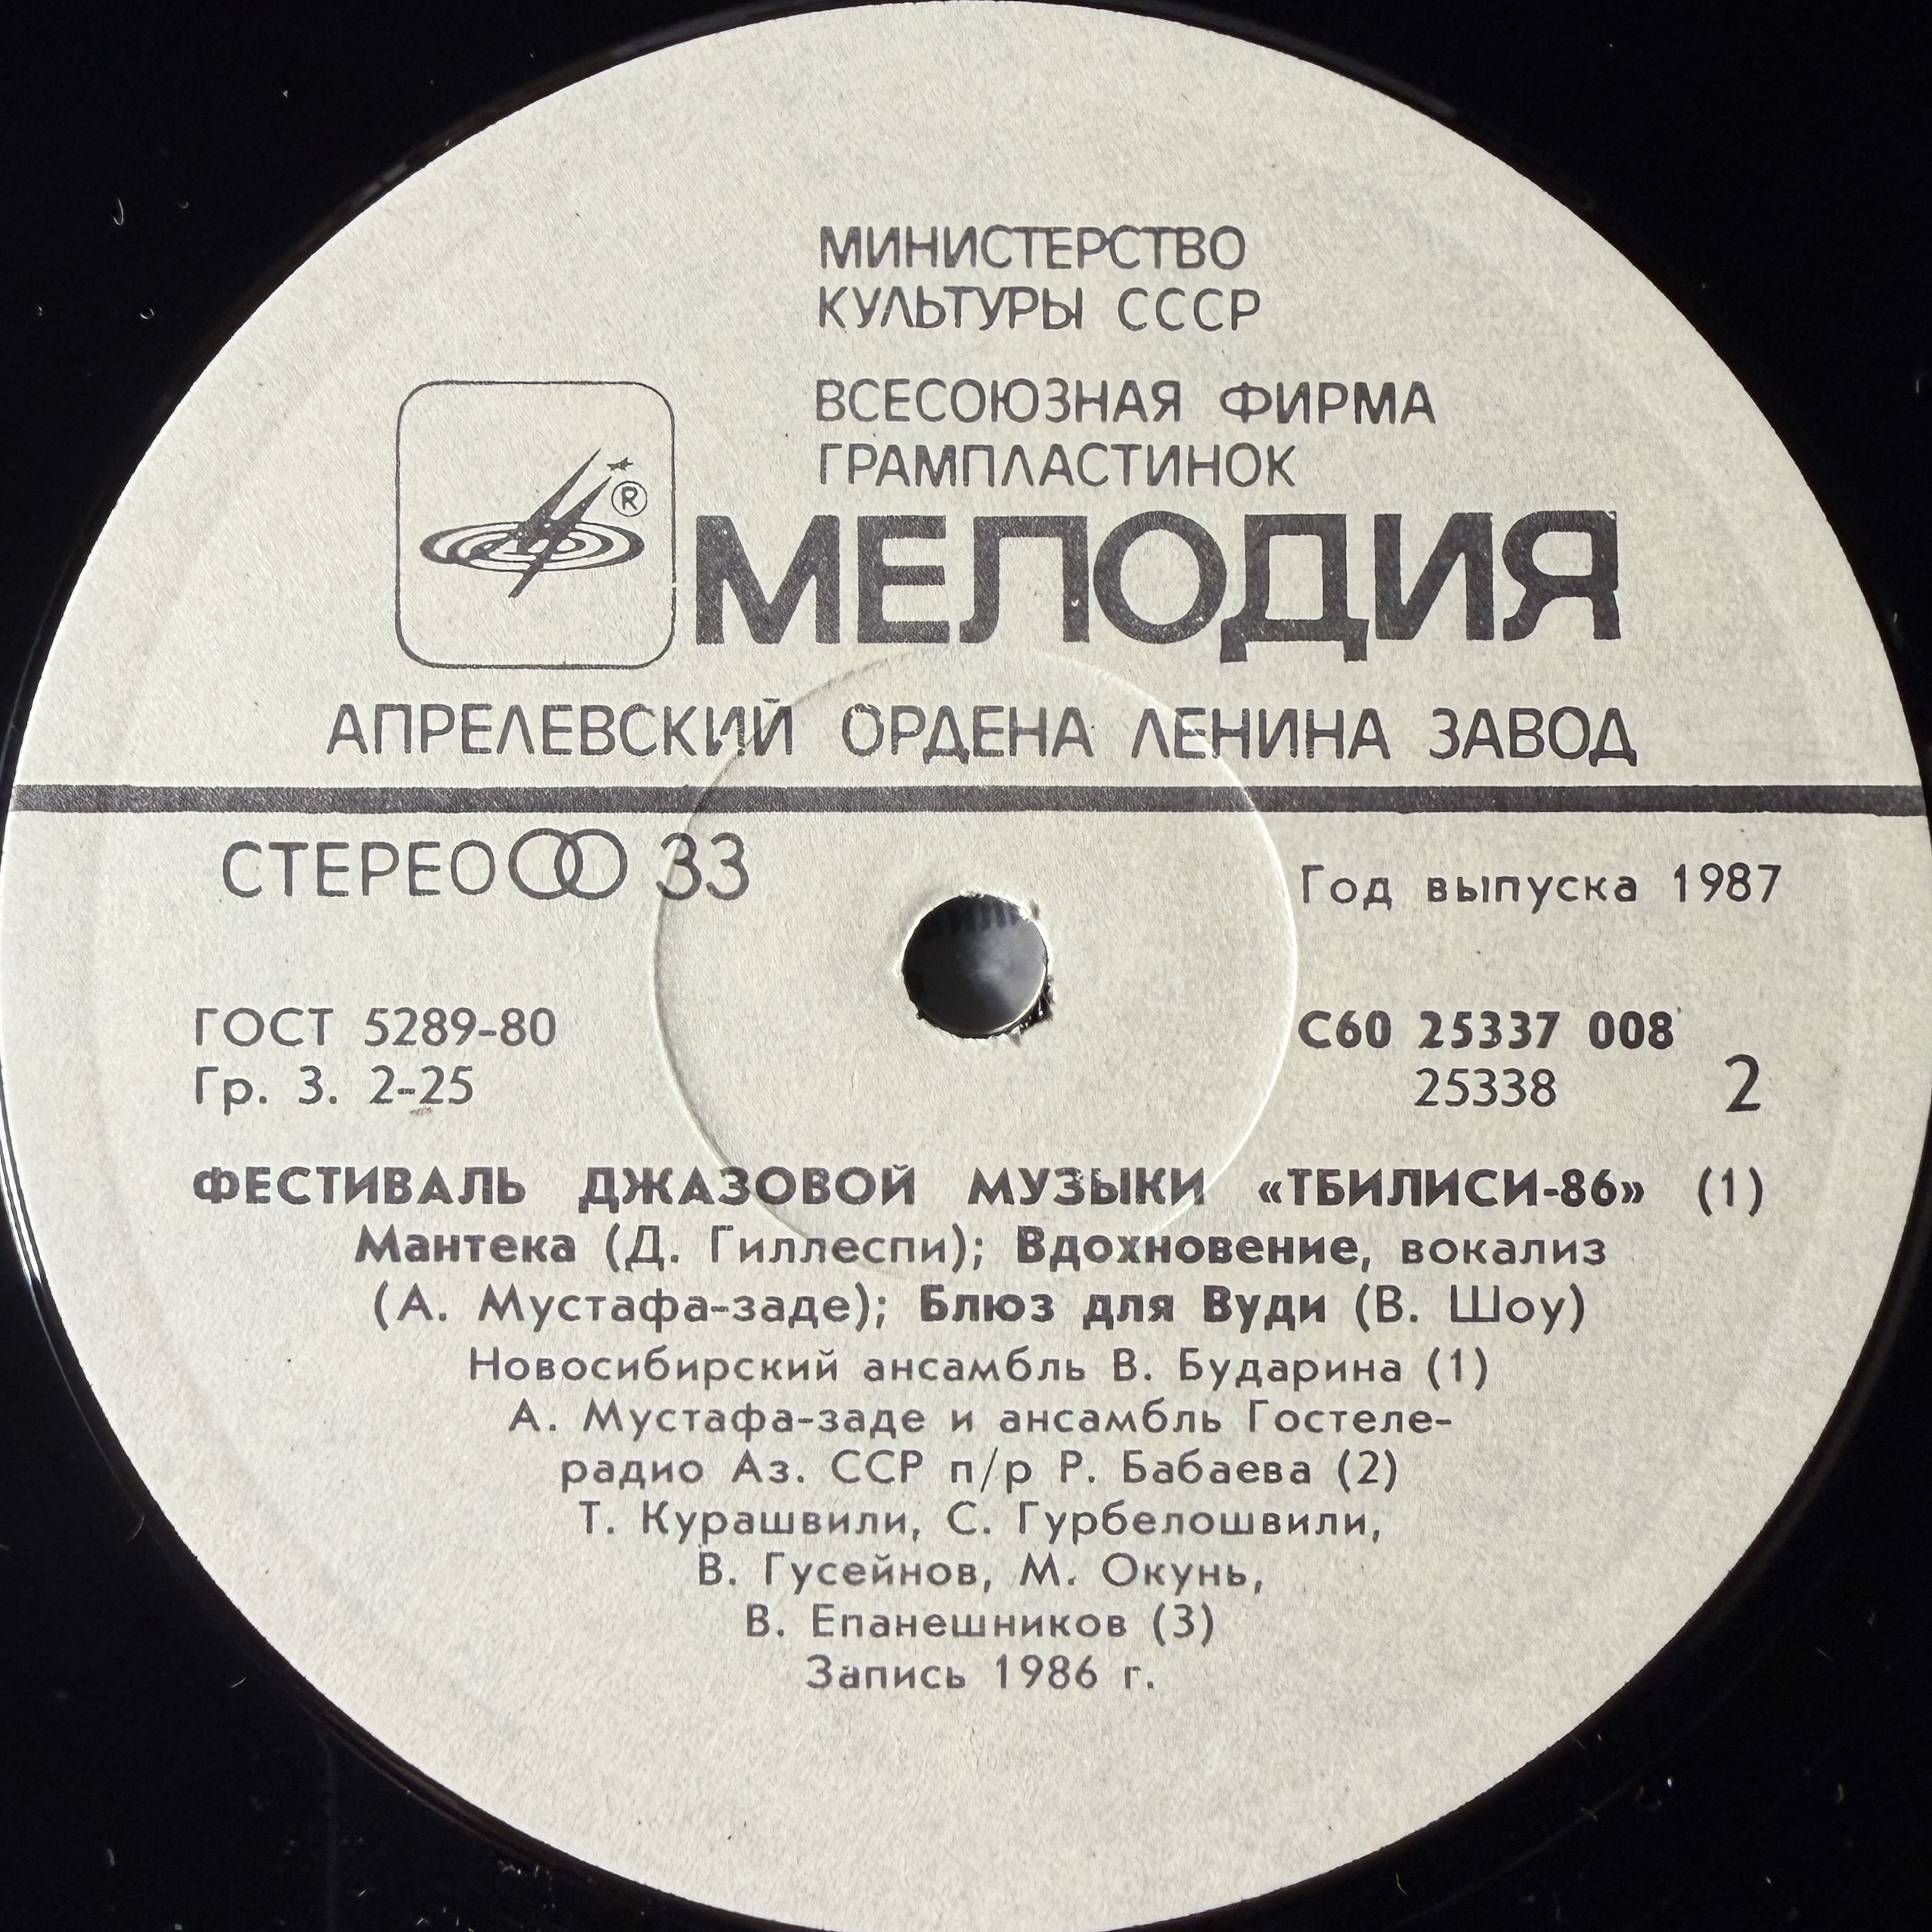 МИНИСТЕРСТВО
КУЛЬТУРЫ СССР
ВСЕСОЮЗНАЯ ФИРМА
ГРАМПЛАСТИНОК
®
МЕЛОДИЯ
АПРЕЛЕВСКИЙ ОРДЕНА ЛЕНИНА ЗАВОД
СТЕРЕО 33
Год выпуска 1987
ГОСТ 5289-80
Гр. 3. 2-25
С60 25337 008
25338 2
ФЕСТИВАЛЬ ДЖАЗОВОЙ МУЗЫКИ «ТБИЛИСИ-86» (1)
Мантека (Д. Гиллеспи); Вдохновение, вокализ
(А. Мустафа-заде); Блюз для Вуди (В. Шоу)
Новосибирский ансамбль В. Бударина (1)
А. Мустафа-заде и ансамбль Гостеле-
радио Аз. ССР п/р Р. Бабаева (2)
Т. Курашвили, С. Гурбелошвили,
В. Гусейнов, М. Окунь,
В. Епанешников (3)
Запись 1986 г.